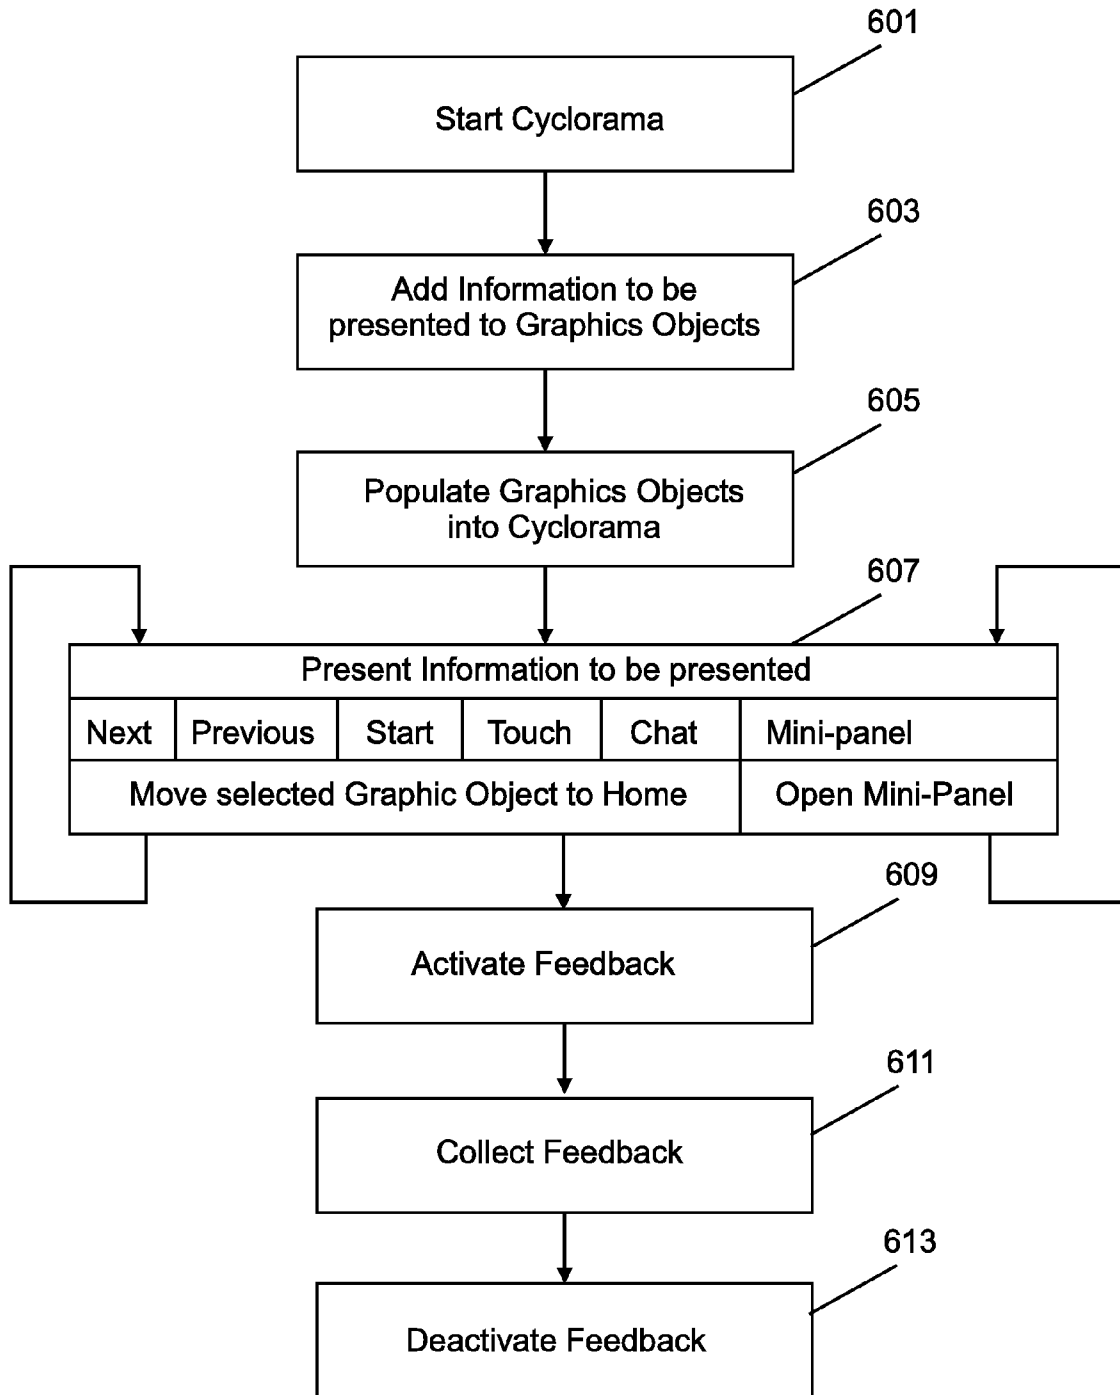 601
Start Cyclorama
603
Add Information to be
presented to Graphics Objects
605
Populate Graphics Objects
into Cyclorama
607
Present Information to be presented
Next Previous Start Touch Chat Mini-panel
Move selected Graphic Object to Home Open Mini-Panel
609
Activate Feedback
611
Collect Feedback
613
Deactivate Feedback